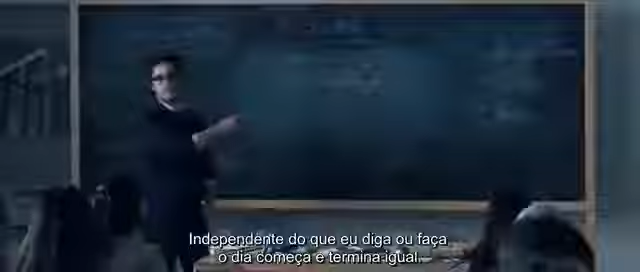 Independente do que eu diga ou faça
o dia começa e termina igual.